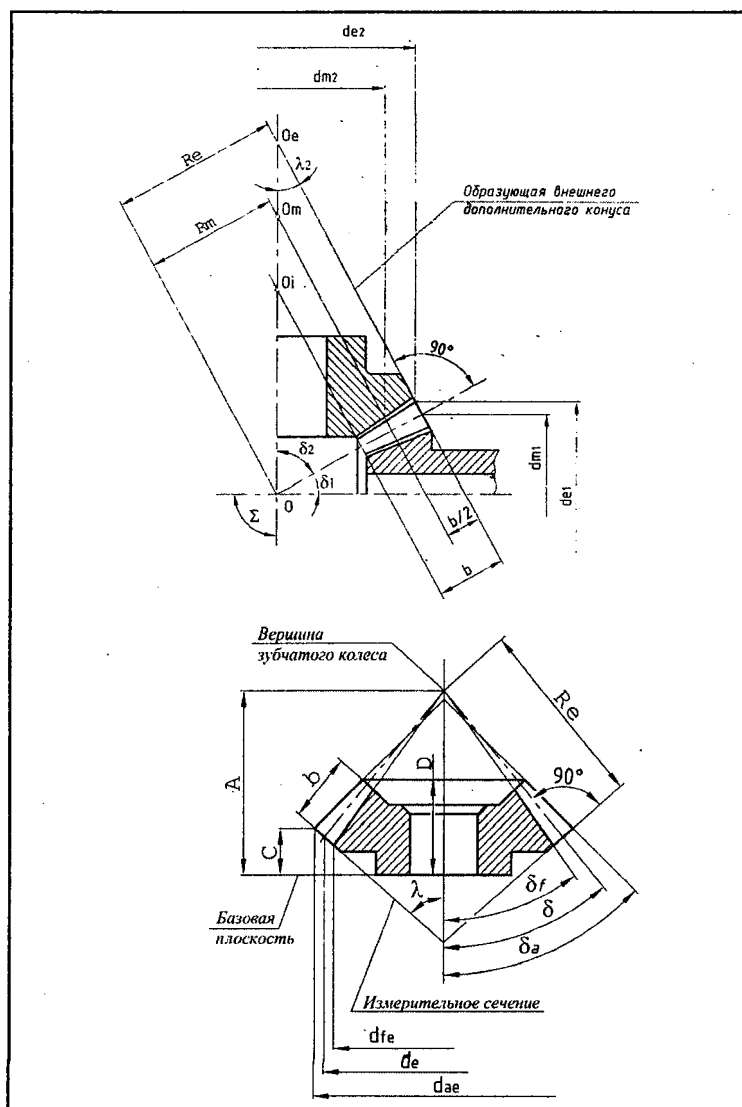 de2
dm2
Re
Oe
λ2
Rm
Om
Образующая внешнего
дополнительного конуса
Oi
90°
δ2
δ1
Σ
O
b/2
b
dm1
de1
Вершина
зубчатого колеса
Re
A
b
D
90°
C
λ
δf
δ
δa
Базовая
плоскость
Измерительное сечение
dfe
de
dae